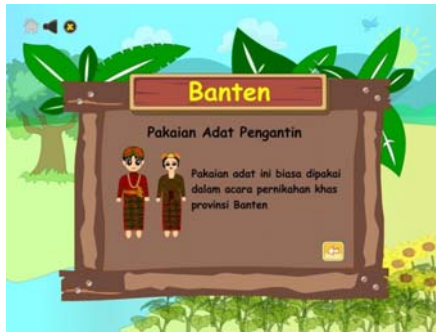 Banten
Pakaian Adat Pengantin
Pakaian adat ini biasa dipakai
dalam acara pernikahan khas
provinsi Banten